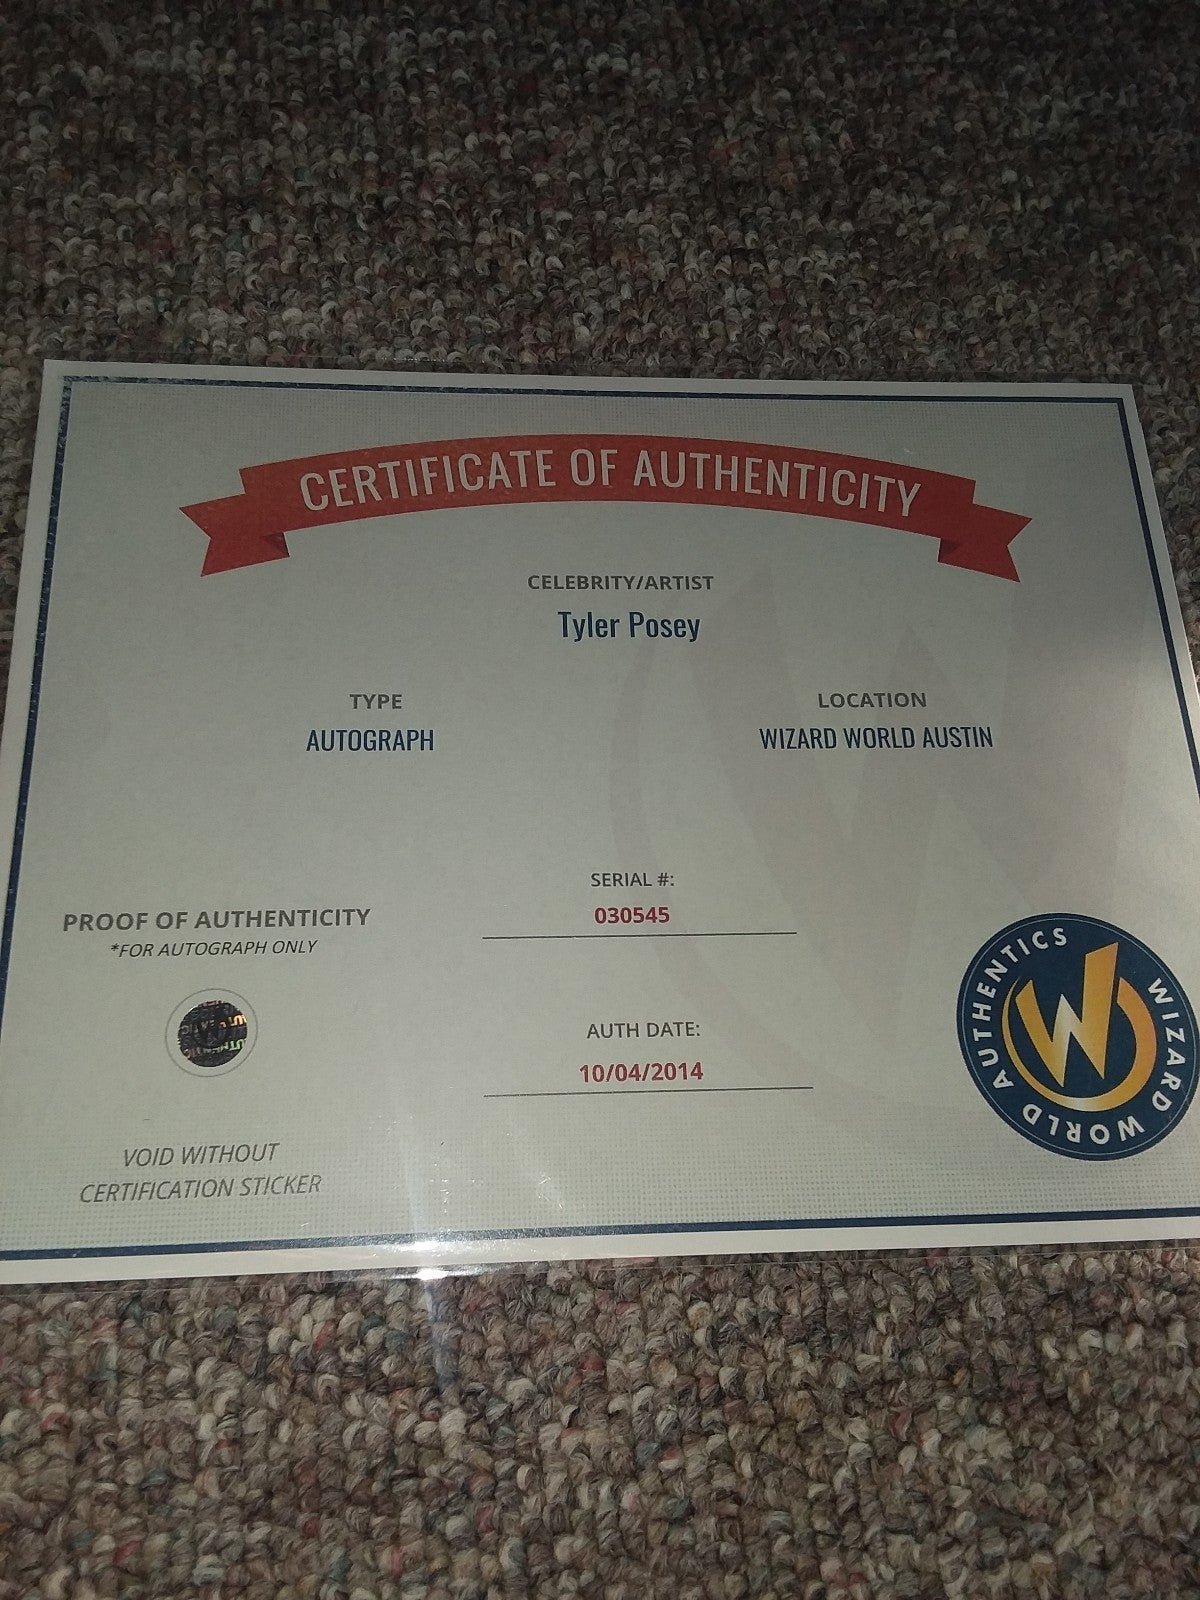 CERTIFICATE OF AUTHENTICITY
CELEBRITY/ARTIST
Tyler Posey
TYPE
AUTOGRAPH
LOCATION
WIZARD WORLD AUSTIN
SERIAL #:
030545
PROOF OF AUTHENTICITY
*FOR AUTOGRAPH ONLY
AUTH DATE:
10/04/2014
VOID WITHOUT
CERTIFICATION STICKER
WIZARD WORLD AUTHENTICS